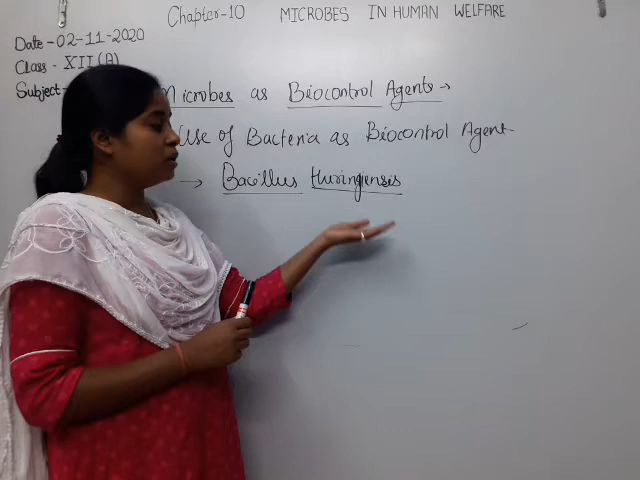 Chapter-10 MICROBES IN HUMAN WELFARE
Date - 02-11-2020
Class - XII(A)
Subject -
Microbes as Biocontrol Agents →
Use of Bacteria as Biocontrol Agent-
→ Bacillus thuringiensis